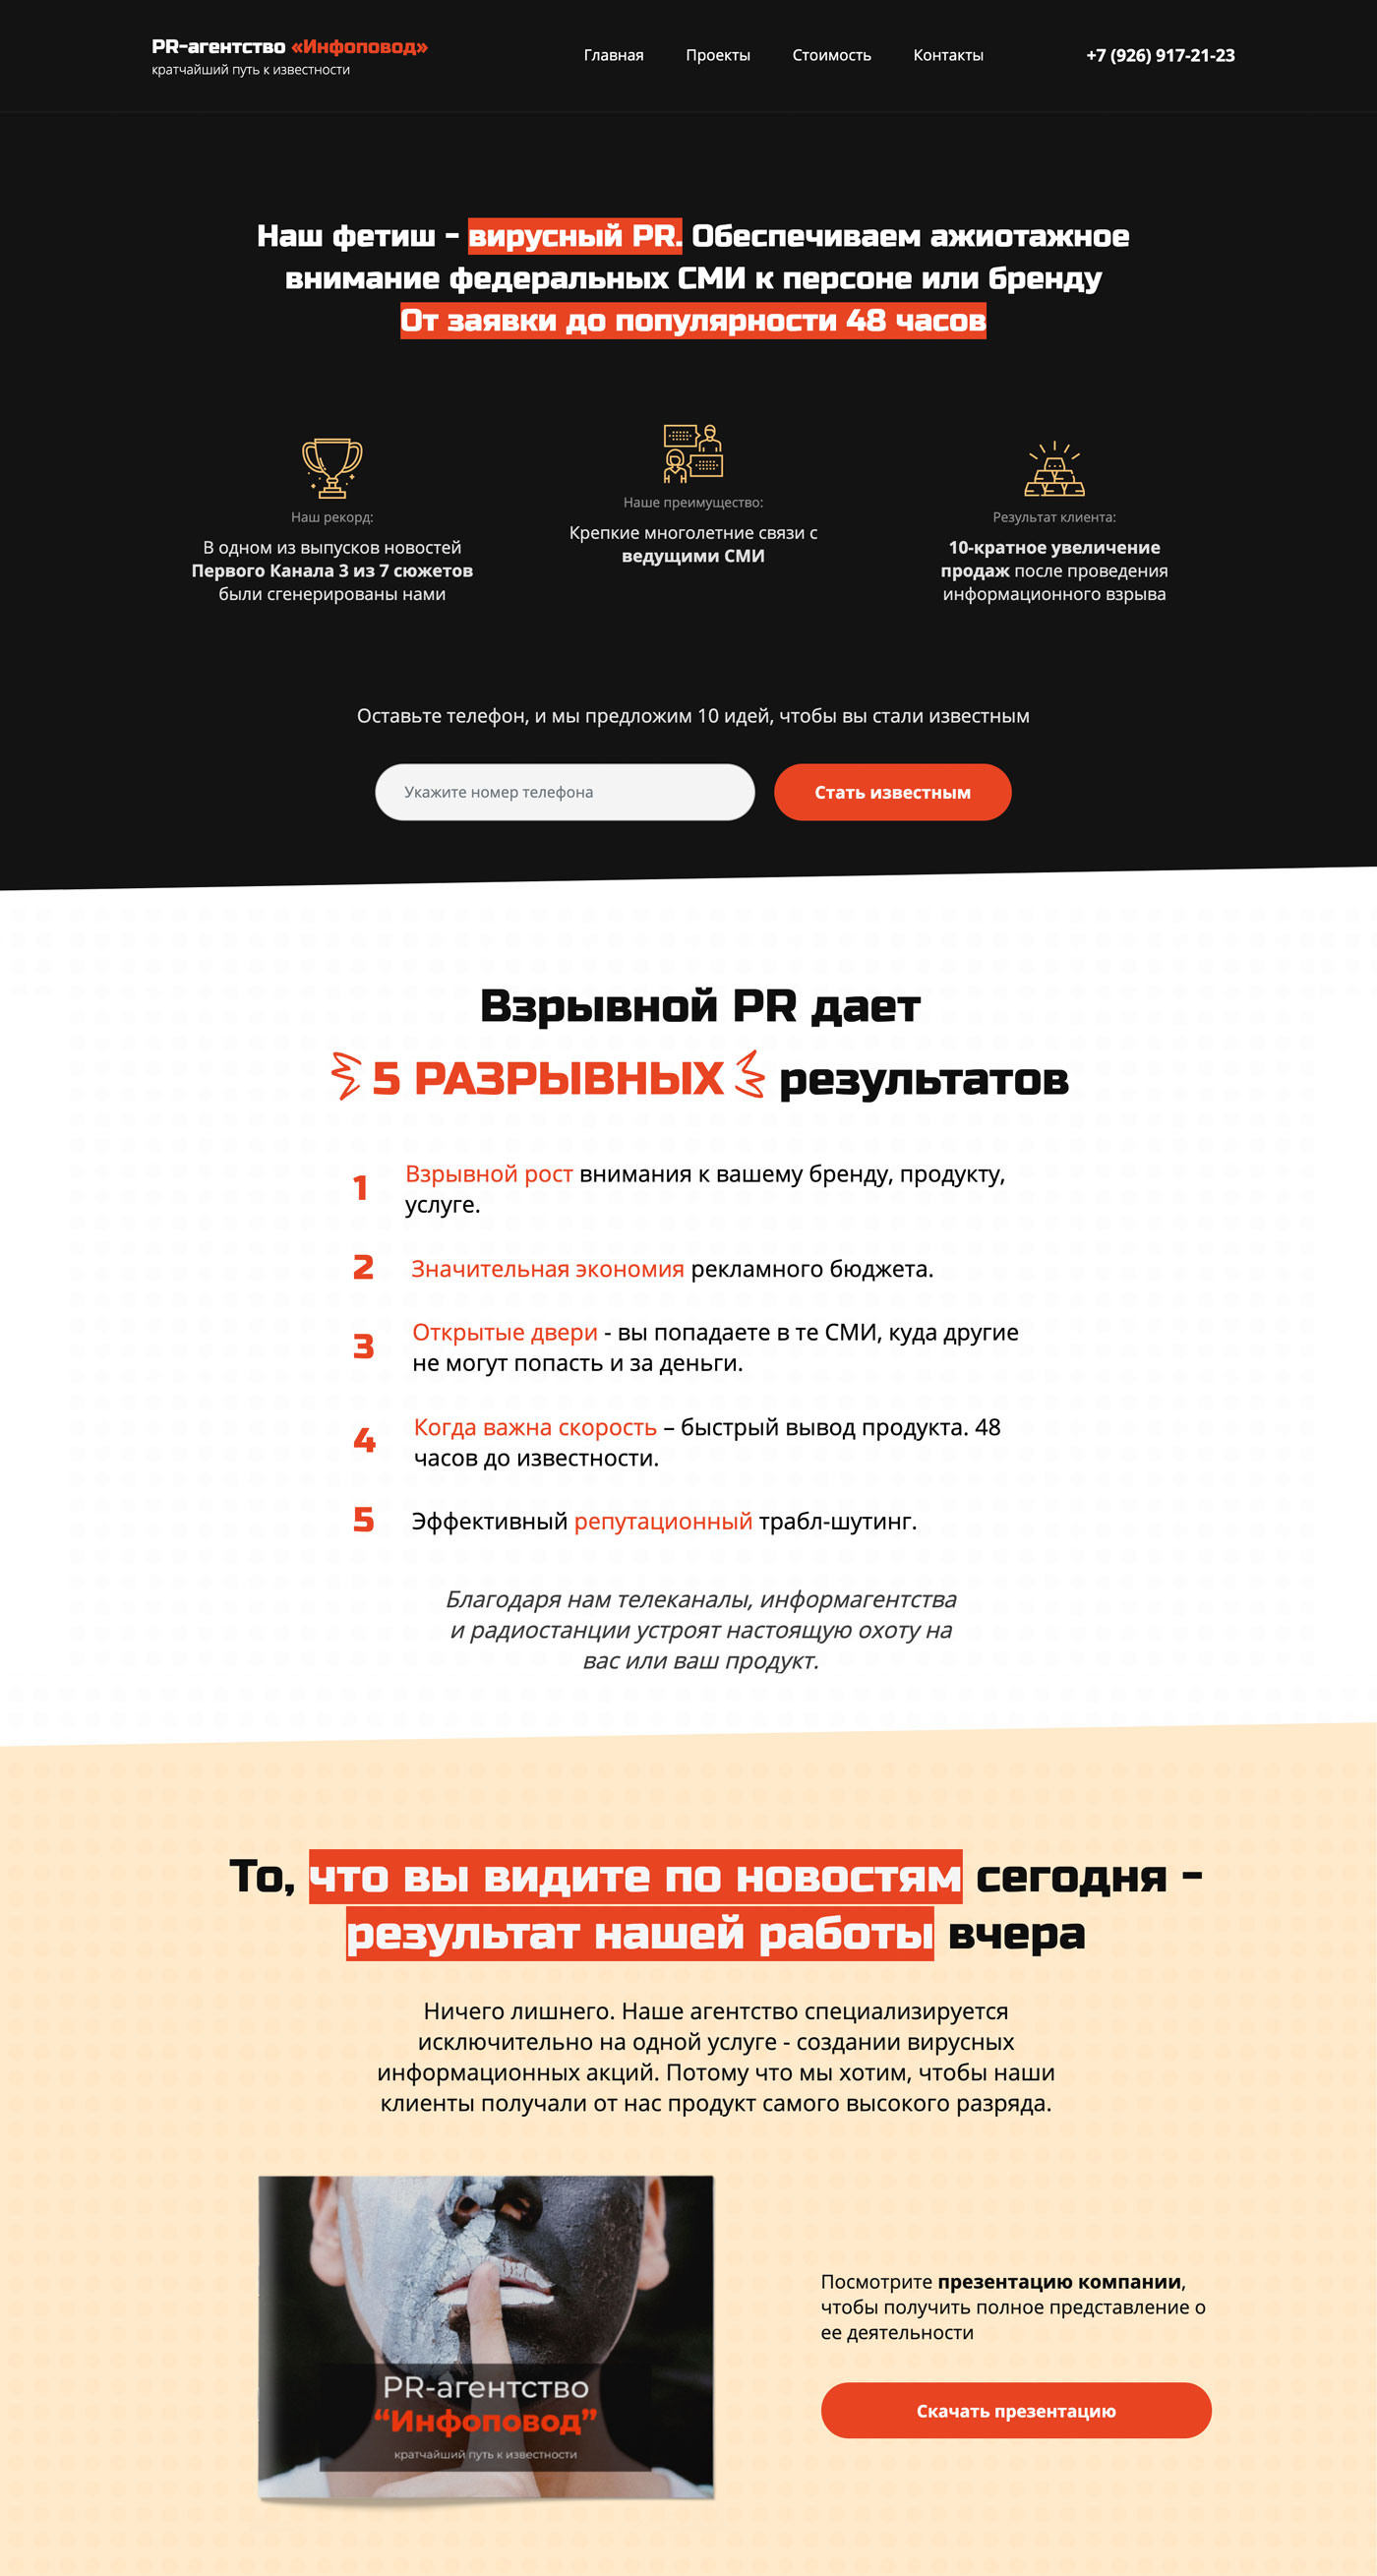 PR-агентство «Инфоповод»
кратчайший путь к известности
Главная Проекты Стоимость Контакты
+7 (926) 917-21-23
Наш фетиш - вирусный PR. Обеспечиваем ажиотажное
внимание федеральных СМИ к персоне или бренду
От заявки до популярности 48 часов
Наш рекорд:
В одном из выпусков новостей
Первого Канала 3 из 7 сюжетов
были сгенерированы нами
Наше преимущество:
Крепкие многолетние связи с
ведущими СМИ
Результат клиента:
10-кратное увеличение
продаж после проведения
информационного взрыва
Оставьте телефон, и мы предложим 10 идей, чтобы вы стали известным
Укажите номер телефона
Стать известным
Взрывной PR дает
5 РАЗРЫВНЫХ результатов
1 Взрывной рост внимания к вашему бренду, продукту,
услуге.
2 Значительная экономия рекламного бюджета.
3 Открытые двери - вы попадаете в те СМИ, куда другие
не могут попасть и за деньги.
4 Когда важна скорость – быстрый вывод продукта. 48
часов до известности.
5 Эффективный репутационный трабл-шутинг.
Благодаря нам телеканалы, информагентства
и радиостанции устроят настоящую охоту на
вас или ваш продукт.
То, что вы видите по новостям сегодня -
результат нашей работы вчера
Ничего лишнего. Наше агентство специализируется
исключительно на одной услуге - создании вирусных
информационных акций. Потому что мы хотим, чтобы наши
клиенты получали от нас продукт самого высокого разряда.
PR-агентство
“Инфоповод”
кратчайший путь к известности
Посмотрите презентацию компании,
чтобы получить полное представление о
ее деятельности
Скачать презентацию